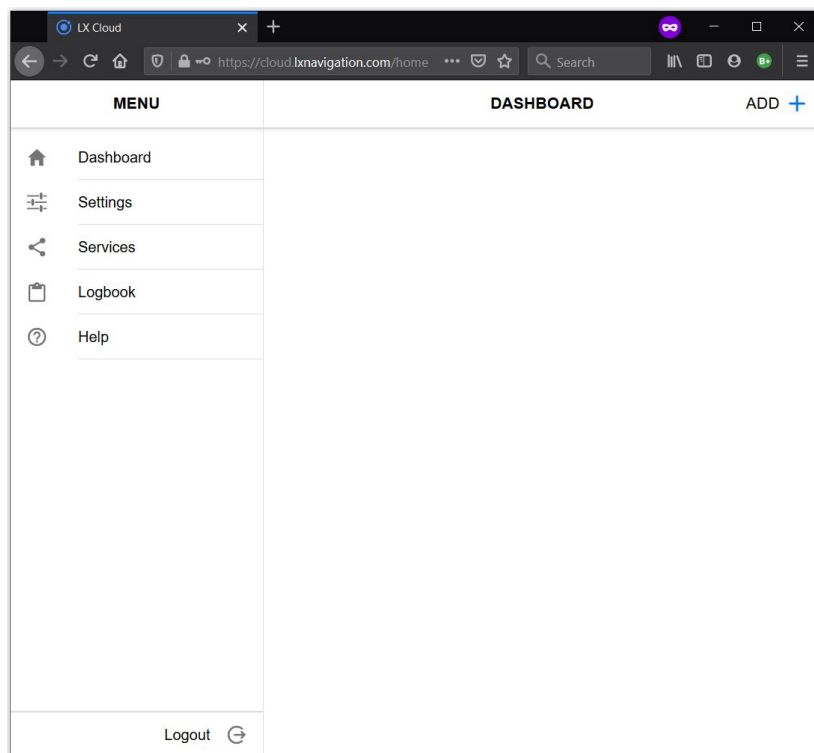 LX Cloud
https://cloud.lxnavigation.com/home
Search
B+
MENU
DASHBOARD
ADD
Dashboard
Settings
Services
Logbook
Help
Logout